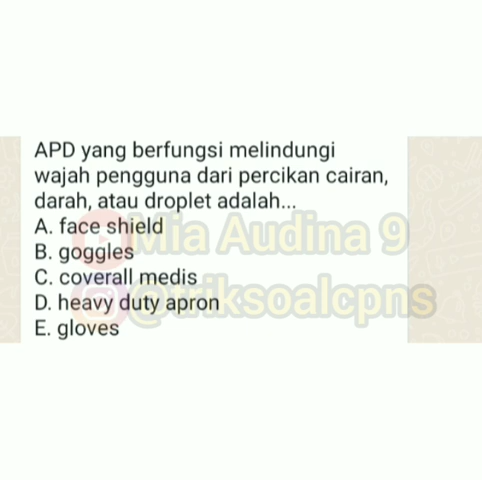 APD yang berfungsi melindungi
wajah pengguna dari percikan cairan,
darah, atau droplet adalah...
A. face shield
B. goggles
C. coverall medis
D. heavy duty apron
E. gloves
Mia Audina 9
@triksoalcpns